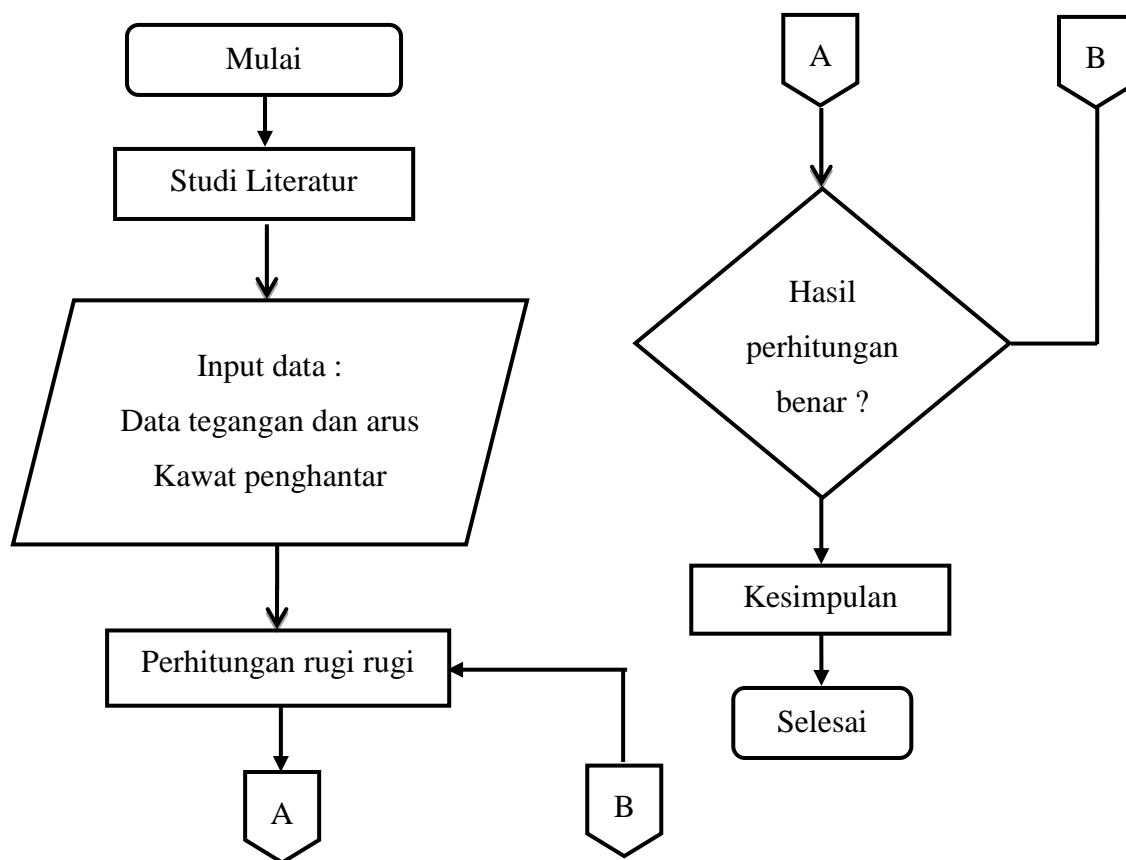 Mulai
Studi Literatur
Input data :
Data tegangan dan arus
Kawat penghantar
Perhitungan rugi rugi
A
B
A
B
Hasil
perhitungan
benar ?
Kesimpulan
Selesai